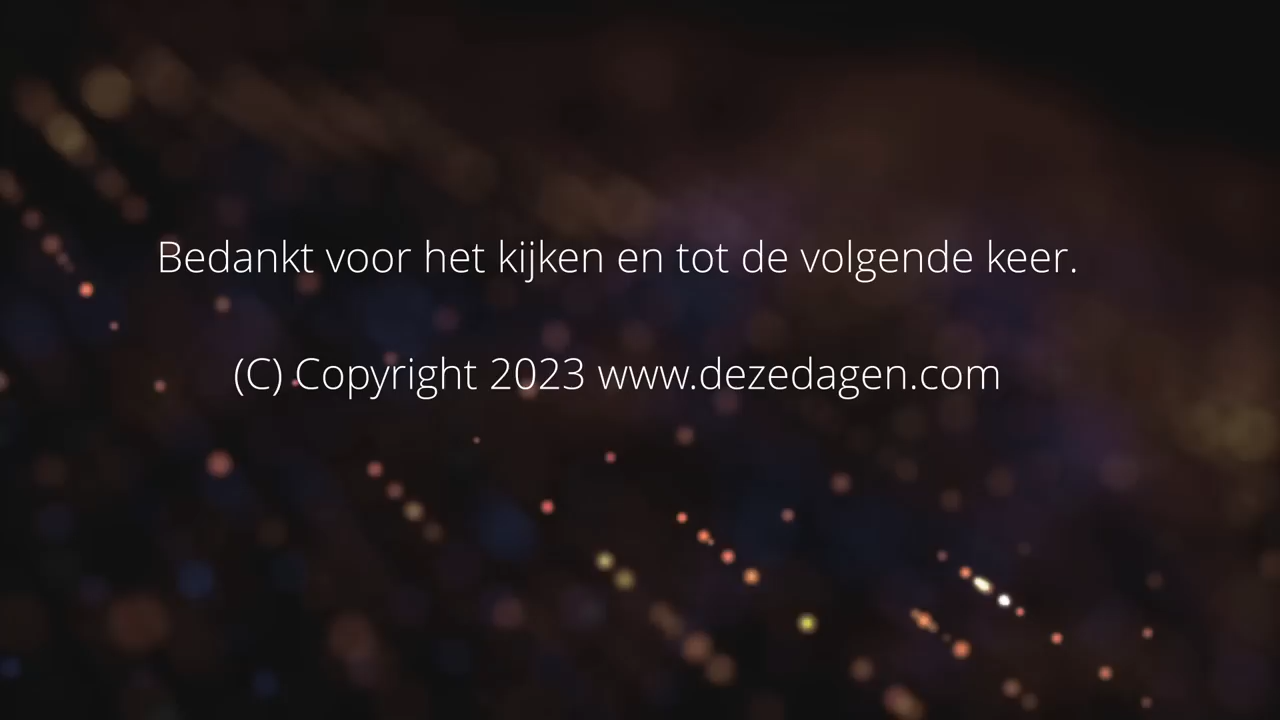 Bedankt voor het kijken en tot de volgende keer.
(C) Copyright 2023 www.dezedagen.com